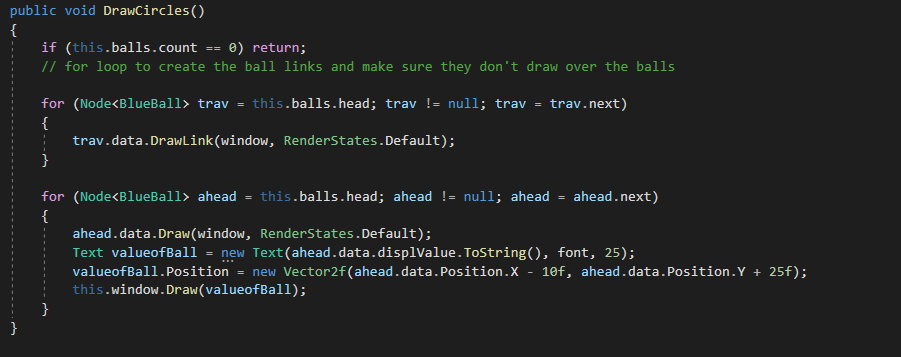 public void DrawCircles()
{
    if (this.balls.count == 0) return;
    // for loop to create the ball links and make sure they don't draw over the balls

    for (Node<BlueBall> trav = this.balls.head; trav != null; trav = trav.next)
    {
        trav.data.DrawLink(window, RenderStates.Default);
    }

    for (Node<BlueBall> ahead = this.balls.head; ahead != null; ahead = ahead.next)
    {
        ahead.data.Draw(window, RenderStates.Default);
        Text valueofBall = new Text(ahead.data.displValue.ToString(), font, 25);
        valueofBall.Position = new Vector2f(ahead.data.Position.X - 10f, ahead.data.Position.Y + 25f);
        this.window.Draw(valueofBall);
    }
}